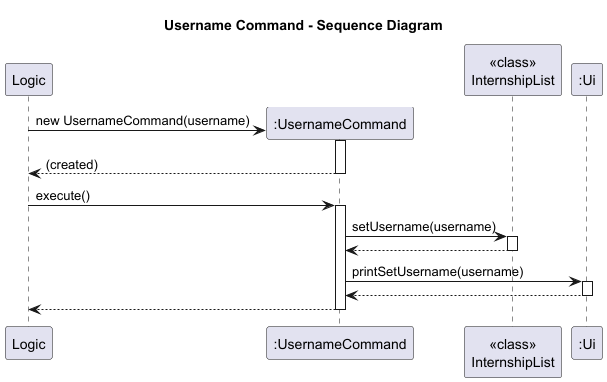 Username Command - Sequence Diagram
Logic
«class»
InternshipList
:Ui
new UsernameCommand(username)
:UsernameCommand
(created)
execute()
setUsername(username)
printSetUsername(username)
Logic
:UsernameCommand
«class»
InternshipList
:Ui